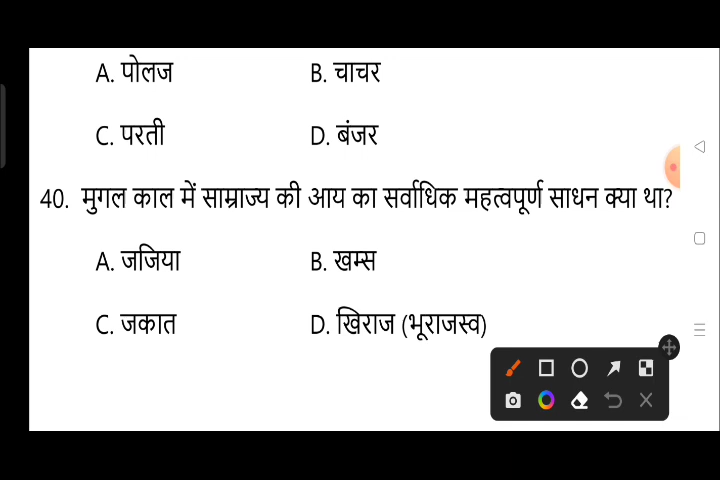 A. पोलज B. चाचर
C. परती D. बंजर
40. मुगल काल में साम्राज्य की आय का सर्वाधिक महत्वपूर्ण साधन क्या था?
A. जजिया B. खम्स
C. जकात D. खिराज (भूराजस्व)